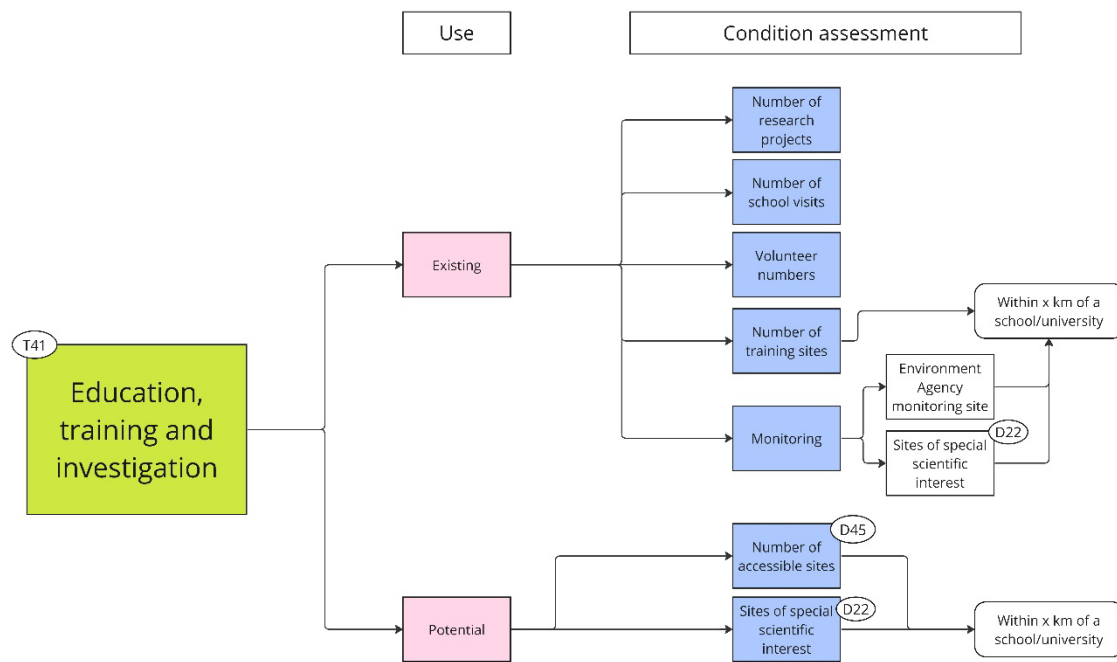 Use
Condition assessment
Number of
research
projects
Number of
school visits
Existing
Volunteer
numbers
Number of
training sites
Within x km of a
school/university
T41
Education,
training and
investigation
Monitoring
Environment
Agency
monitoring site
D22
Sites of special
scientific
interest
D45
Number of
accessible sites
Potential
D22
Sites of special
scientific
interest
Within x km of a
school/university